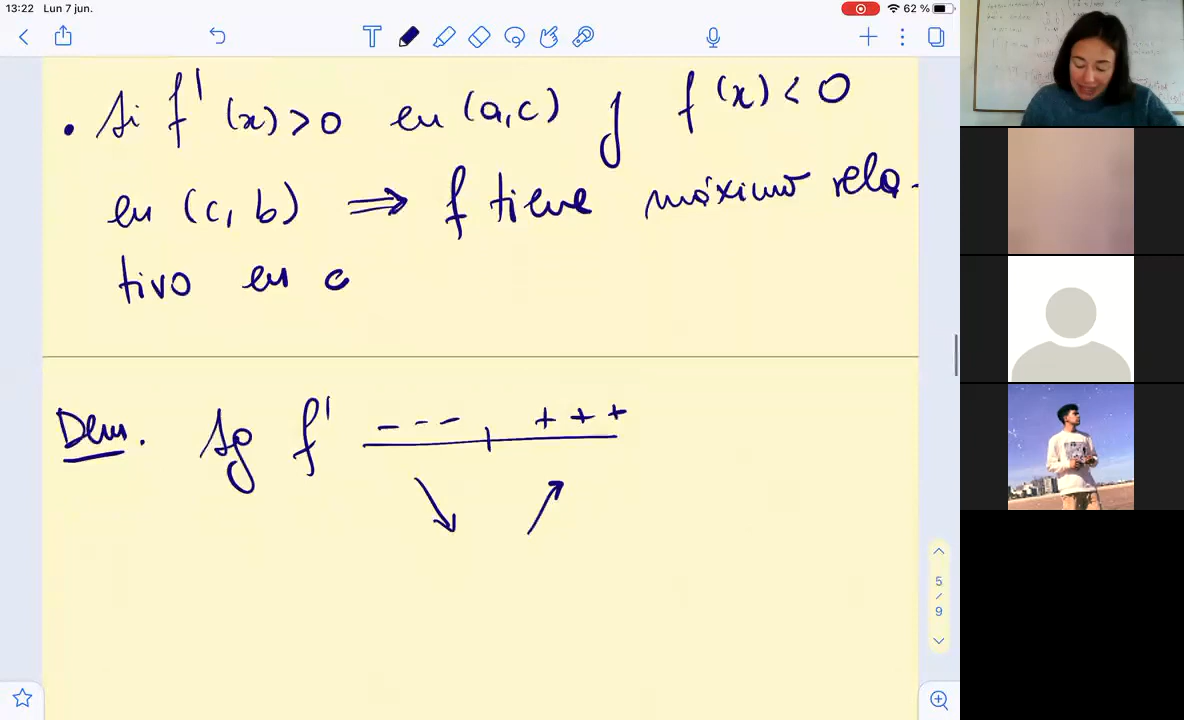 13:22 Lun 7 jun.
62 %
T
• Si f'(x) > 0 en (a,c) y f(x) < 0
en (c, b) ⟹ f tiene máximo rela-
tivo en c
Dem. Sg f' - - - + + +
5
/
9